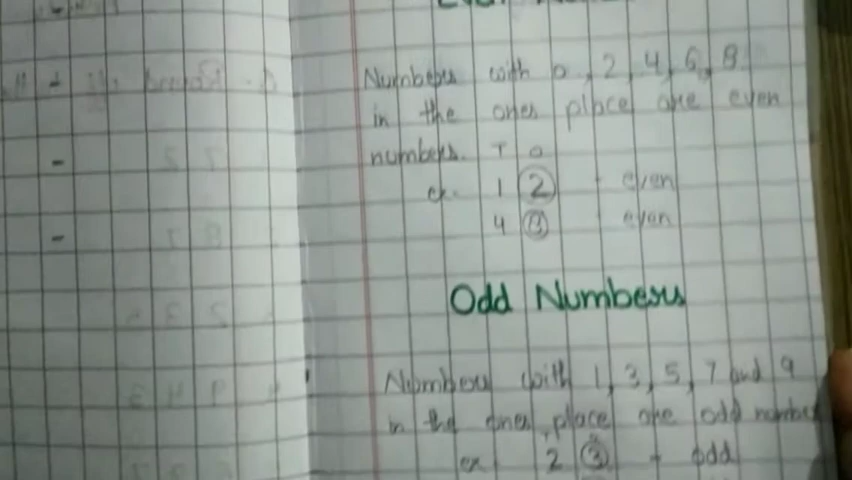 Numbers with 0, 2, 4, 6, 8
in the ones place are even
numbers. T O
ex. 1 2 - even
4 8 - even
Odd Numbers
Numbers with 1, 3, 5, 7 and 9
in the ones place are odd number
ex 2 3 - odd